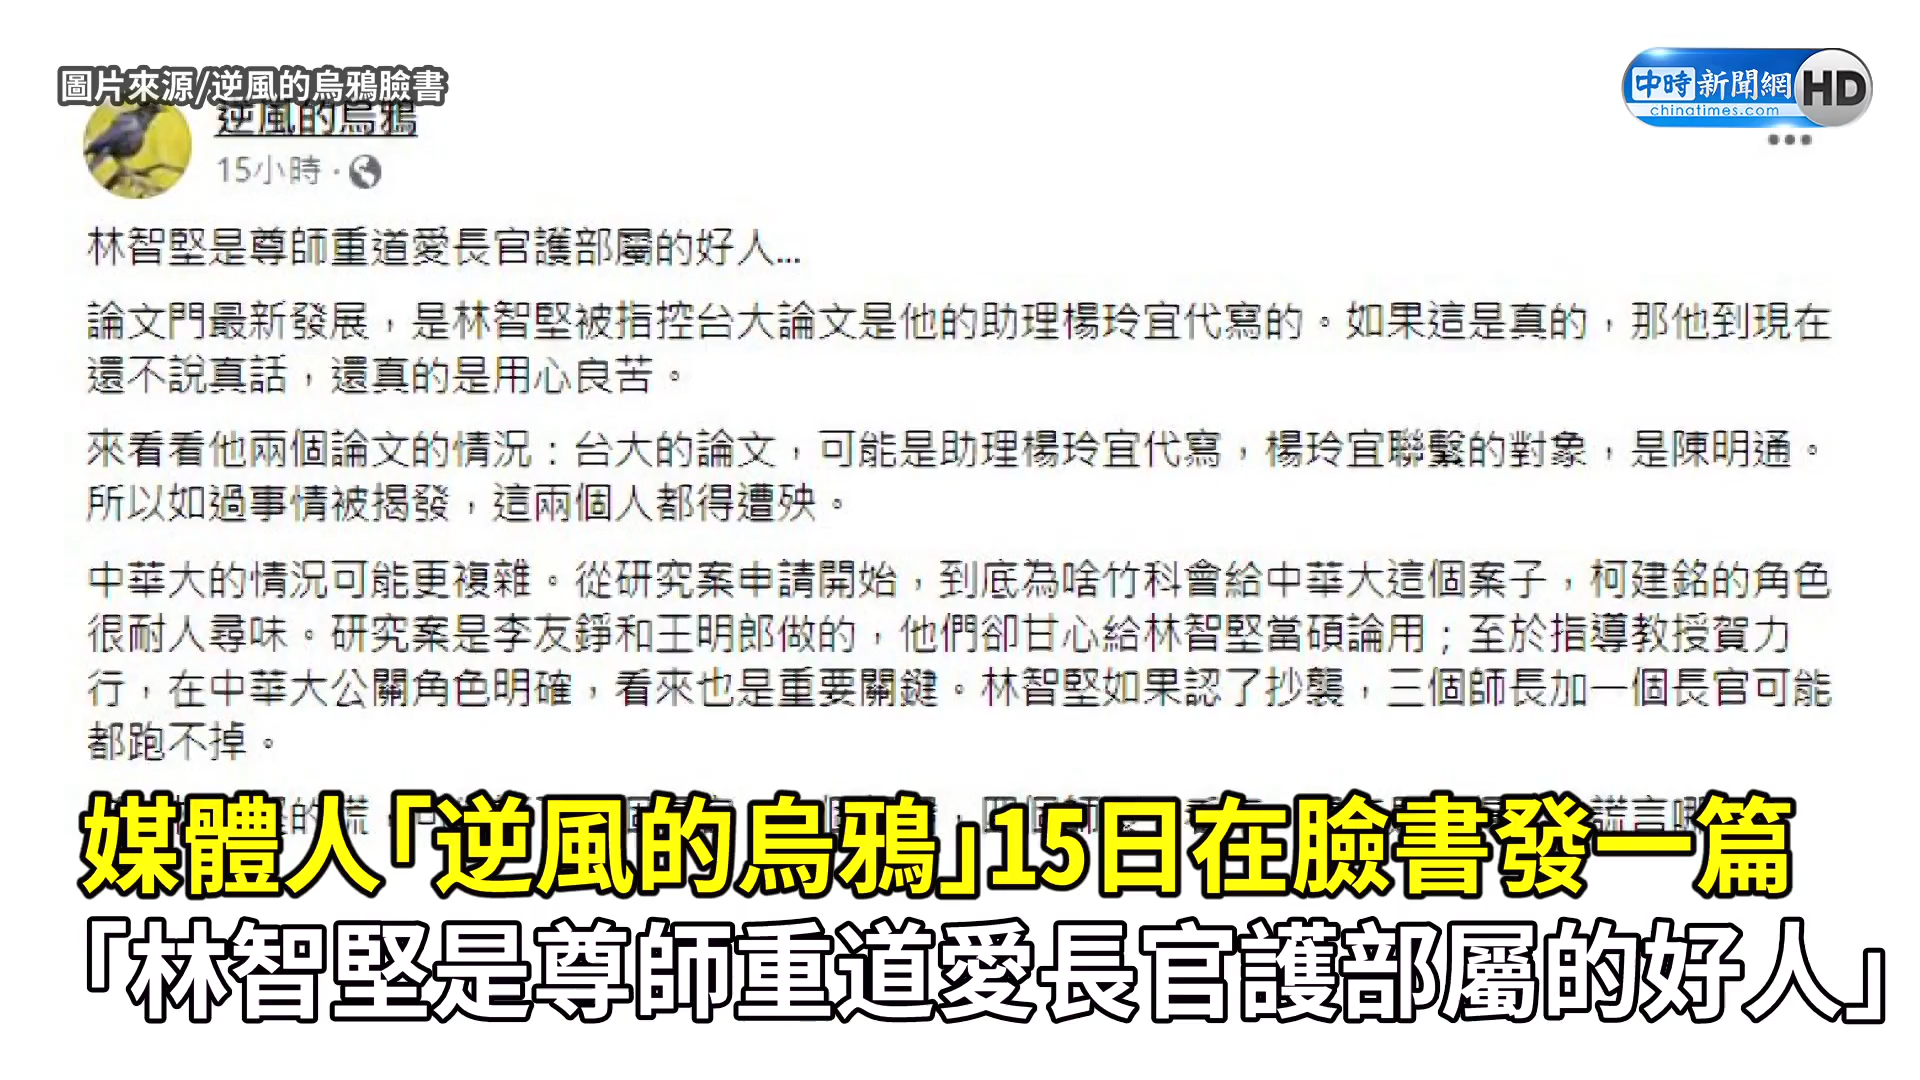 圖片來源/逆風的烏鴉臉書
中時新聞網HD
chinatimes.com
逆風的烏鴉
15小時·
林智堅是尊師重道愛長官護部屬的好人...
論文門最新發展，是林智堅被指控台大論文是他的助理楊玲宜代寫的。如果這是真的，那他到現在
還不說真話，還真的是用心良苦。
來看看他兩個論文的情況：台大的論文，可能是助理楊玲宜代寫，楊玲宜聯繫的對象，是陳明通。
所以如過事情被揭發，這兩個人都得遭殃。
中華大的情況可能更複雜。從研究案申請開始，到底為啥竹科會給中華大這個案子，柯建銘的角色
很耐人尋味。研究案是李友錚和王明郎做的，他們卻甘心給林智堅當碩論用；至於指導教授賀力
行，在中華大公關角色明確，看來也是重要關鍵。林智堅如果認了抄襲，三個師長加一個長官可能
都跑不掉。
媒體人「逆風的烏鴉」15日在臉書發一篇
「林智堅是尊師重道愛長官護部屬的好人」